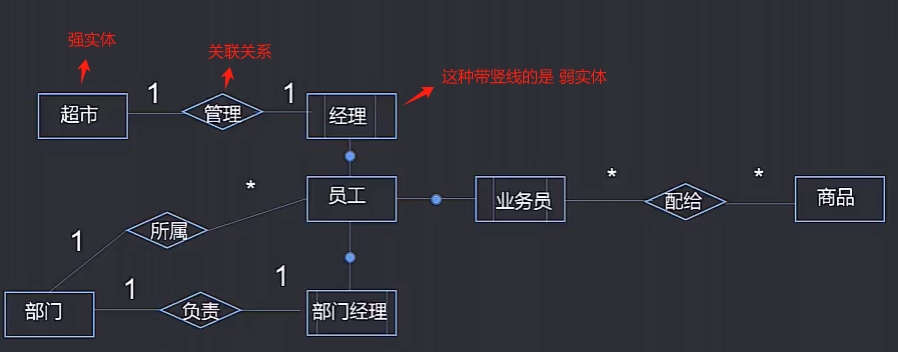 强实体
关联关系
这种带竖线的是 弱实体
超市
1
管理
1
经理
员工
*
业务员
*
配给
*
商品
所属
1
部门
1
负责
1
部门经理